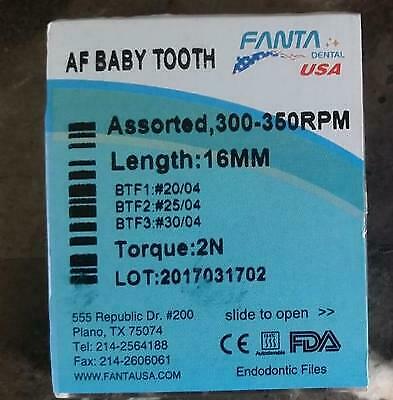 FANTA
DENTAL
USA
AF BABY TOOTH
Assorted,300-350RPM
Length:16MM
BTF1:#20/04
BTF2:#25/04
BTF3:#30/04
Torque:2N
LOT:2017031702
555 Republic Dr. #200
Plano, TX 75074
Tel: 214-2564188
Fax: 214-2606061
WWW.FANTAUSA.COM
slide to open >>
CE Autoclavable FDA
Endodontic Files